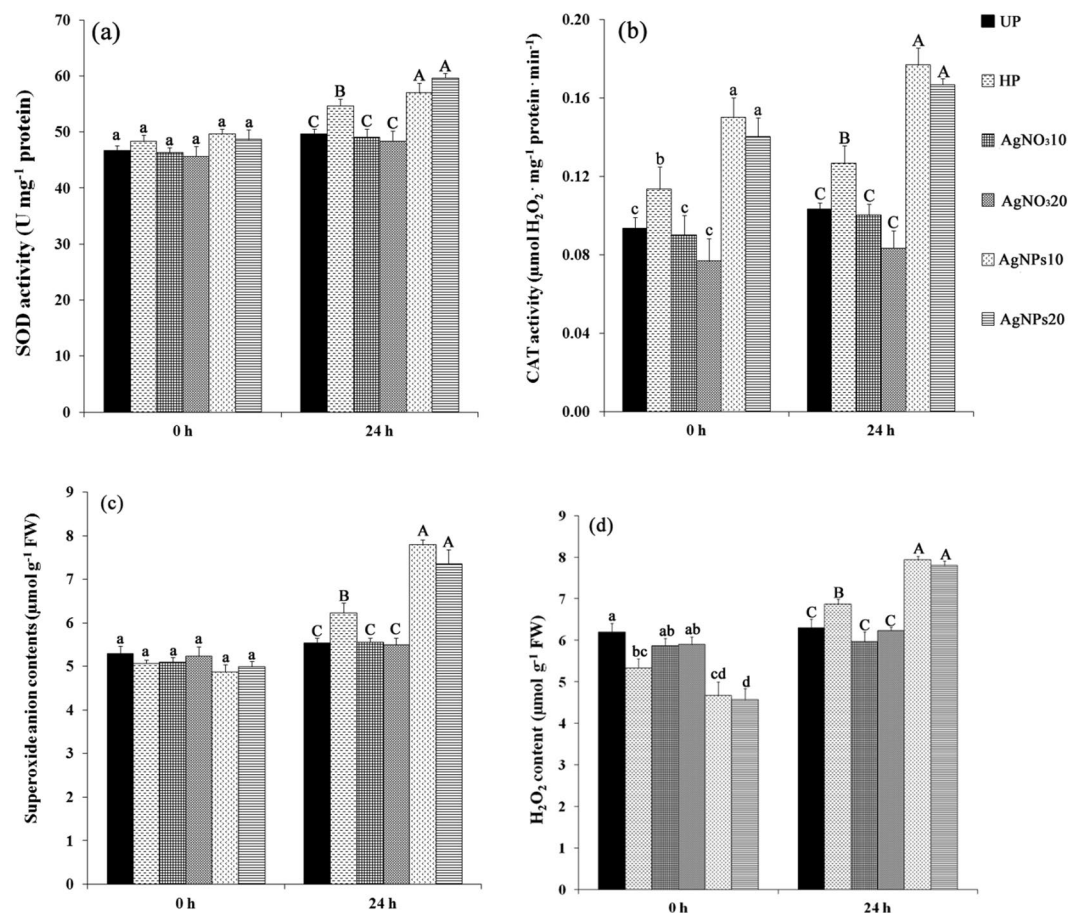 (a)
SOD activity (U mg⁻¹ protein)
70
60
50
40
30
20
10
0
a a a a a a
C B C C A A
0 h 24 h
(b)
CAT activity (µmol H₂O₂ · mg⁻¹ protein · min⁻¹)
0.20
0.16
0.12
0.08
0.04
0.00
c b c c a a
C B C C A A
0 h 24 h
UP
HP
AgNO₃10
AgNO₃20
AgNPs10
AgNPs20
(c)
Superoxide anion contents (µmol g⁻¹ FW)
9
8
7
6
5
4
3
2
1
0
a a a a a a
C B C C A A
0 h 24 h
(d)
H₂O₂ content (µmol g⁻¹ FW)
9
8
7
6
5
4
3
2
1
0
a bc ab ab cd d
C B C C A A
0 h 24 h